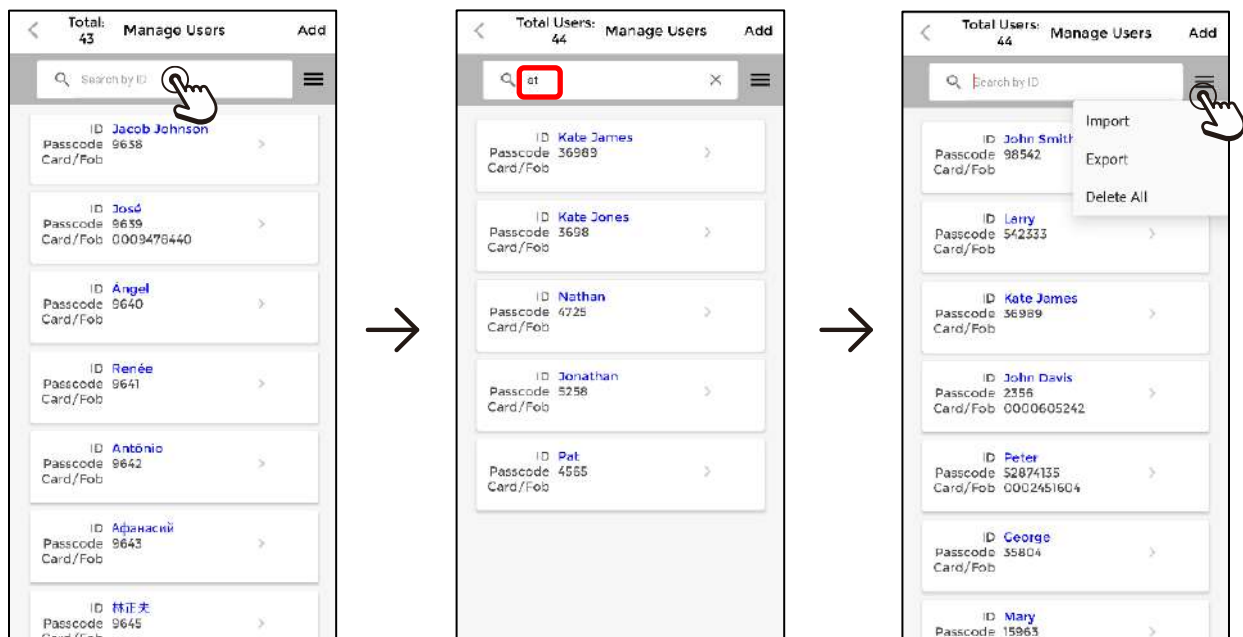 Total: 43
Manage Users
Add
Search by ID
ID Jacob Johnson
Passcode 9638
Card/Fob
ID José
Passcode 9639
Card/Fob 0009478440
ID Ángel
Passcode 9640
Card/Fob
ID Renée
Passcode 9641
Card/Fob
ID António
Passcode 9642
Card/Fob
ID Афанасий
Passcode 9643
Card/Fob
ID 林正夫
Passcode 9645
Card/Fob
Total Users: 44
Manage Users
Add
at
ID Kate James
Passcode 36989
Card/Fob
ID Kate Jones
Passcode 3698
Card/Fob
ID Nathan
Passcode 4725
Card/Fob
ID Jonathan
Passcode 5258
Card/Fob
ID Pat
Passcode 4565
Card/Fob
Total Users: 44
Manage Users
Add
Search by ID
Import
Export
Delete All
ID John Smith
Passcode 98542
Card/Fob
ID Larry
Passcode 542333
Card/Fob
ID Kate James
Passcode 36989
Card/Fob
ID John Davis
Passcode 2356
Card/Fob 0000605242
ID Peter
Passcode 52874135
Card/Fob 0002451604
ID George
Passcode 35804
Card/Fob
ID Mary
Passcode 15963